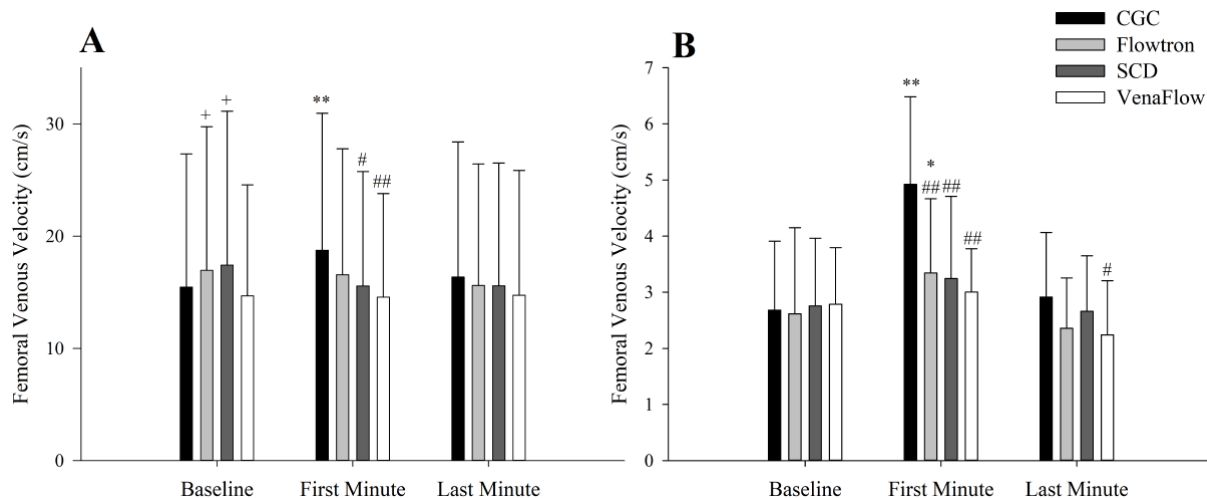 A
Femoral Venous Velocity (cm/s)
30
20
10
0
+
+
**
#
##
Baseline
First Minute
Last Minute
B
Femoral Venous Velocity (cm/s)
7
6
5
4
3
2
1
0
**
*
##
##
##
#
Baseline
First Minute
Last Minute
CGC
Flowtron
SCD
VenaFlow